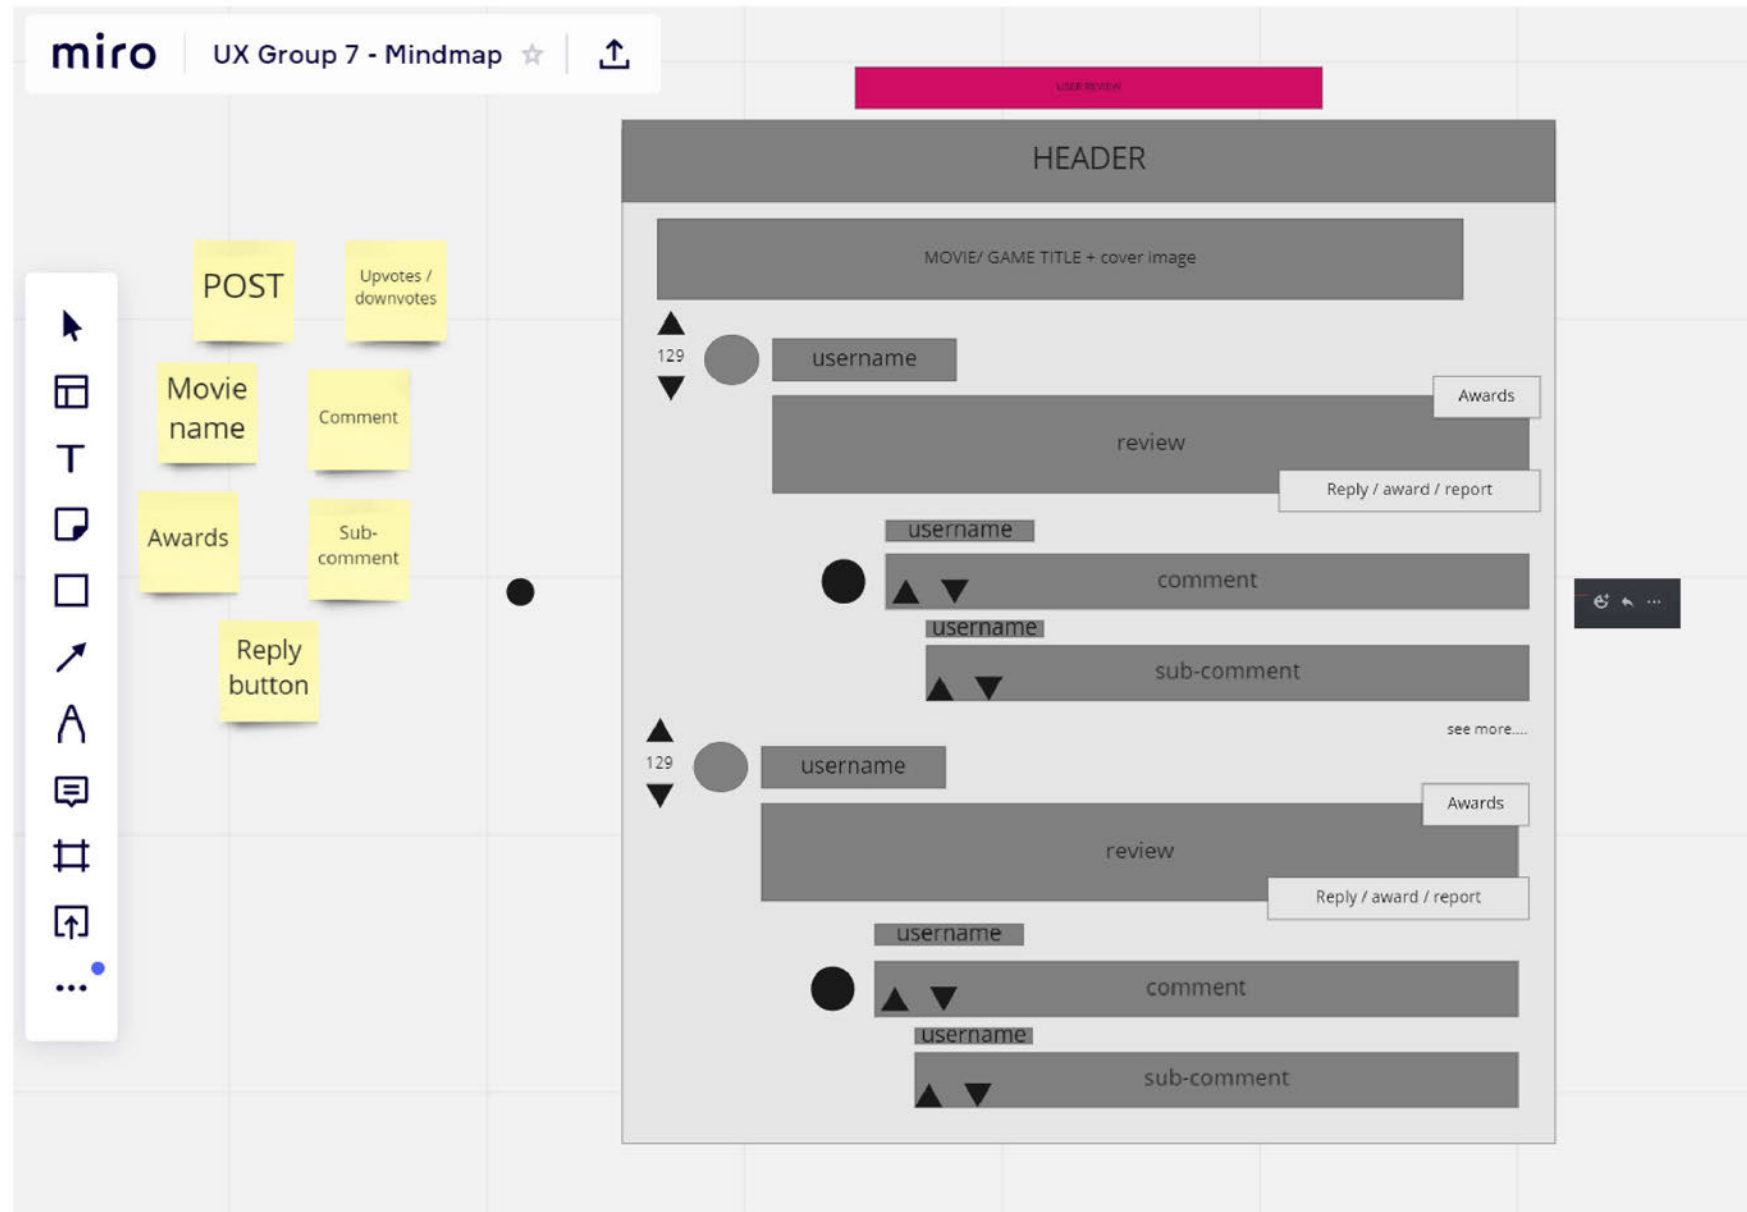 miro
UX Group 7 - Mindmap
USER REVIEW
HEADER
MOVIE/ GAME TITLE + cover image
POST
Upvotes /
downvotes
Movie
name
Comment
Awards
Sub-
comment
Reply
button
129
username
Awards
review
Reply / award / report
username
comment
username
sub-comment
see more....
129
username
Awards
review
Reply / award / report
username
comment
username
sub-comment